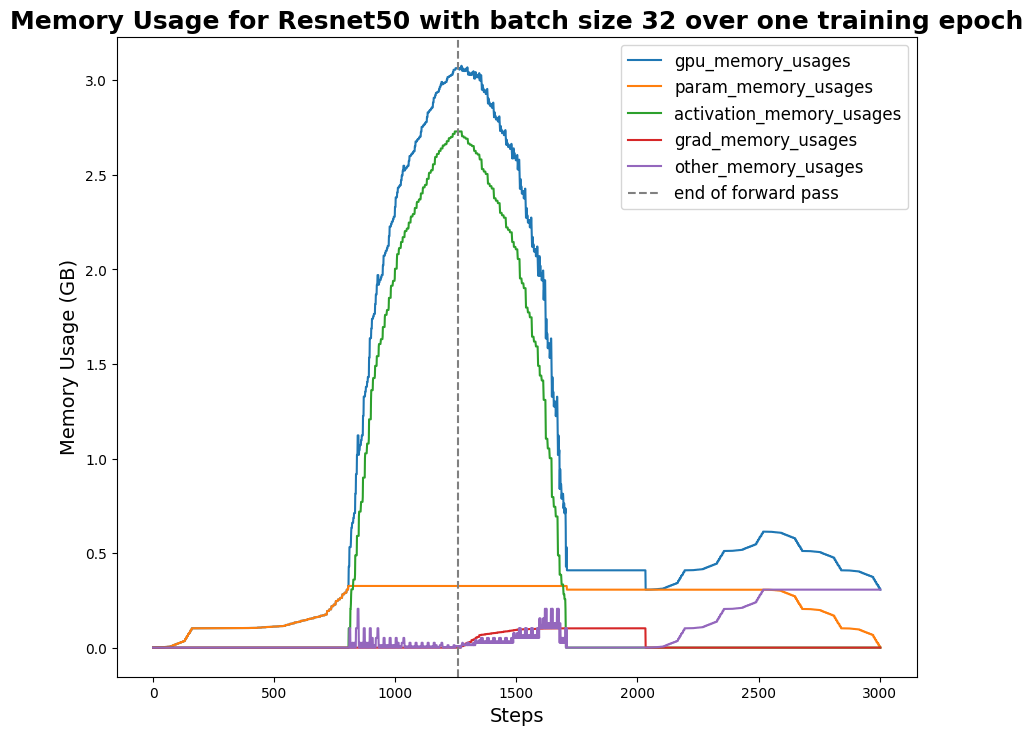 Memory Usage for Resnet50 with batch size 32 over one training epoch
gpu_memory_usages
param_memory_usages
activation_memory_usages
grad_memory_usages
other_memory_usages
end of forward pass
Memory Usage (GB)
3.0
2.5
2.0
1.5
1.0
0.5
0.0
0 500 1000 1500 2000 2500 3000
Steps